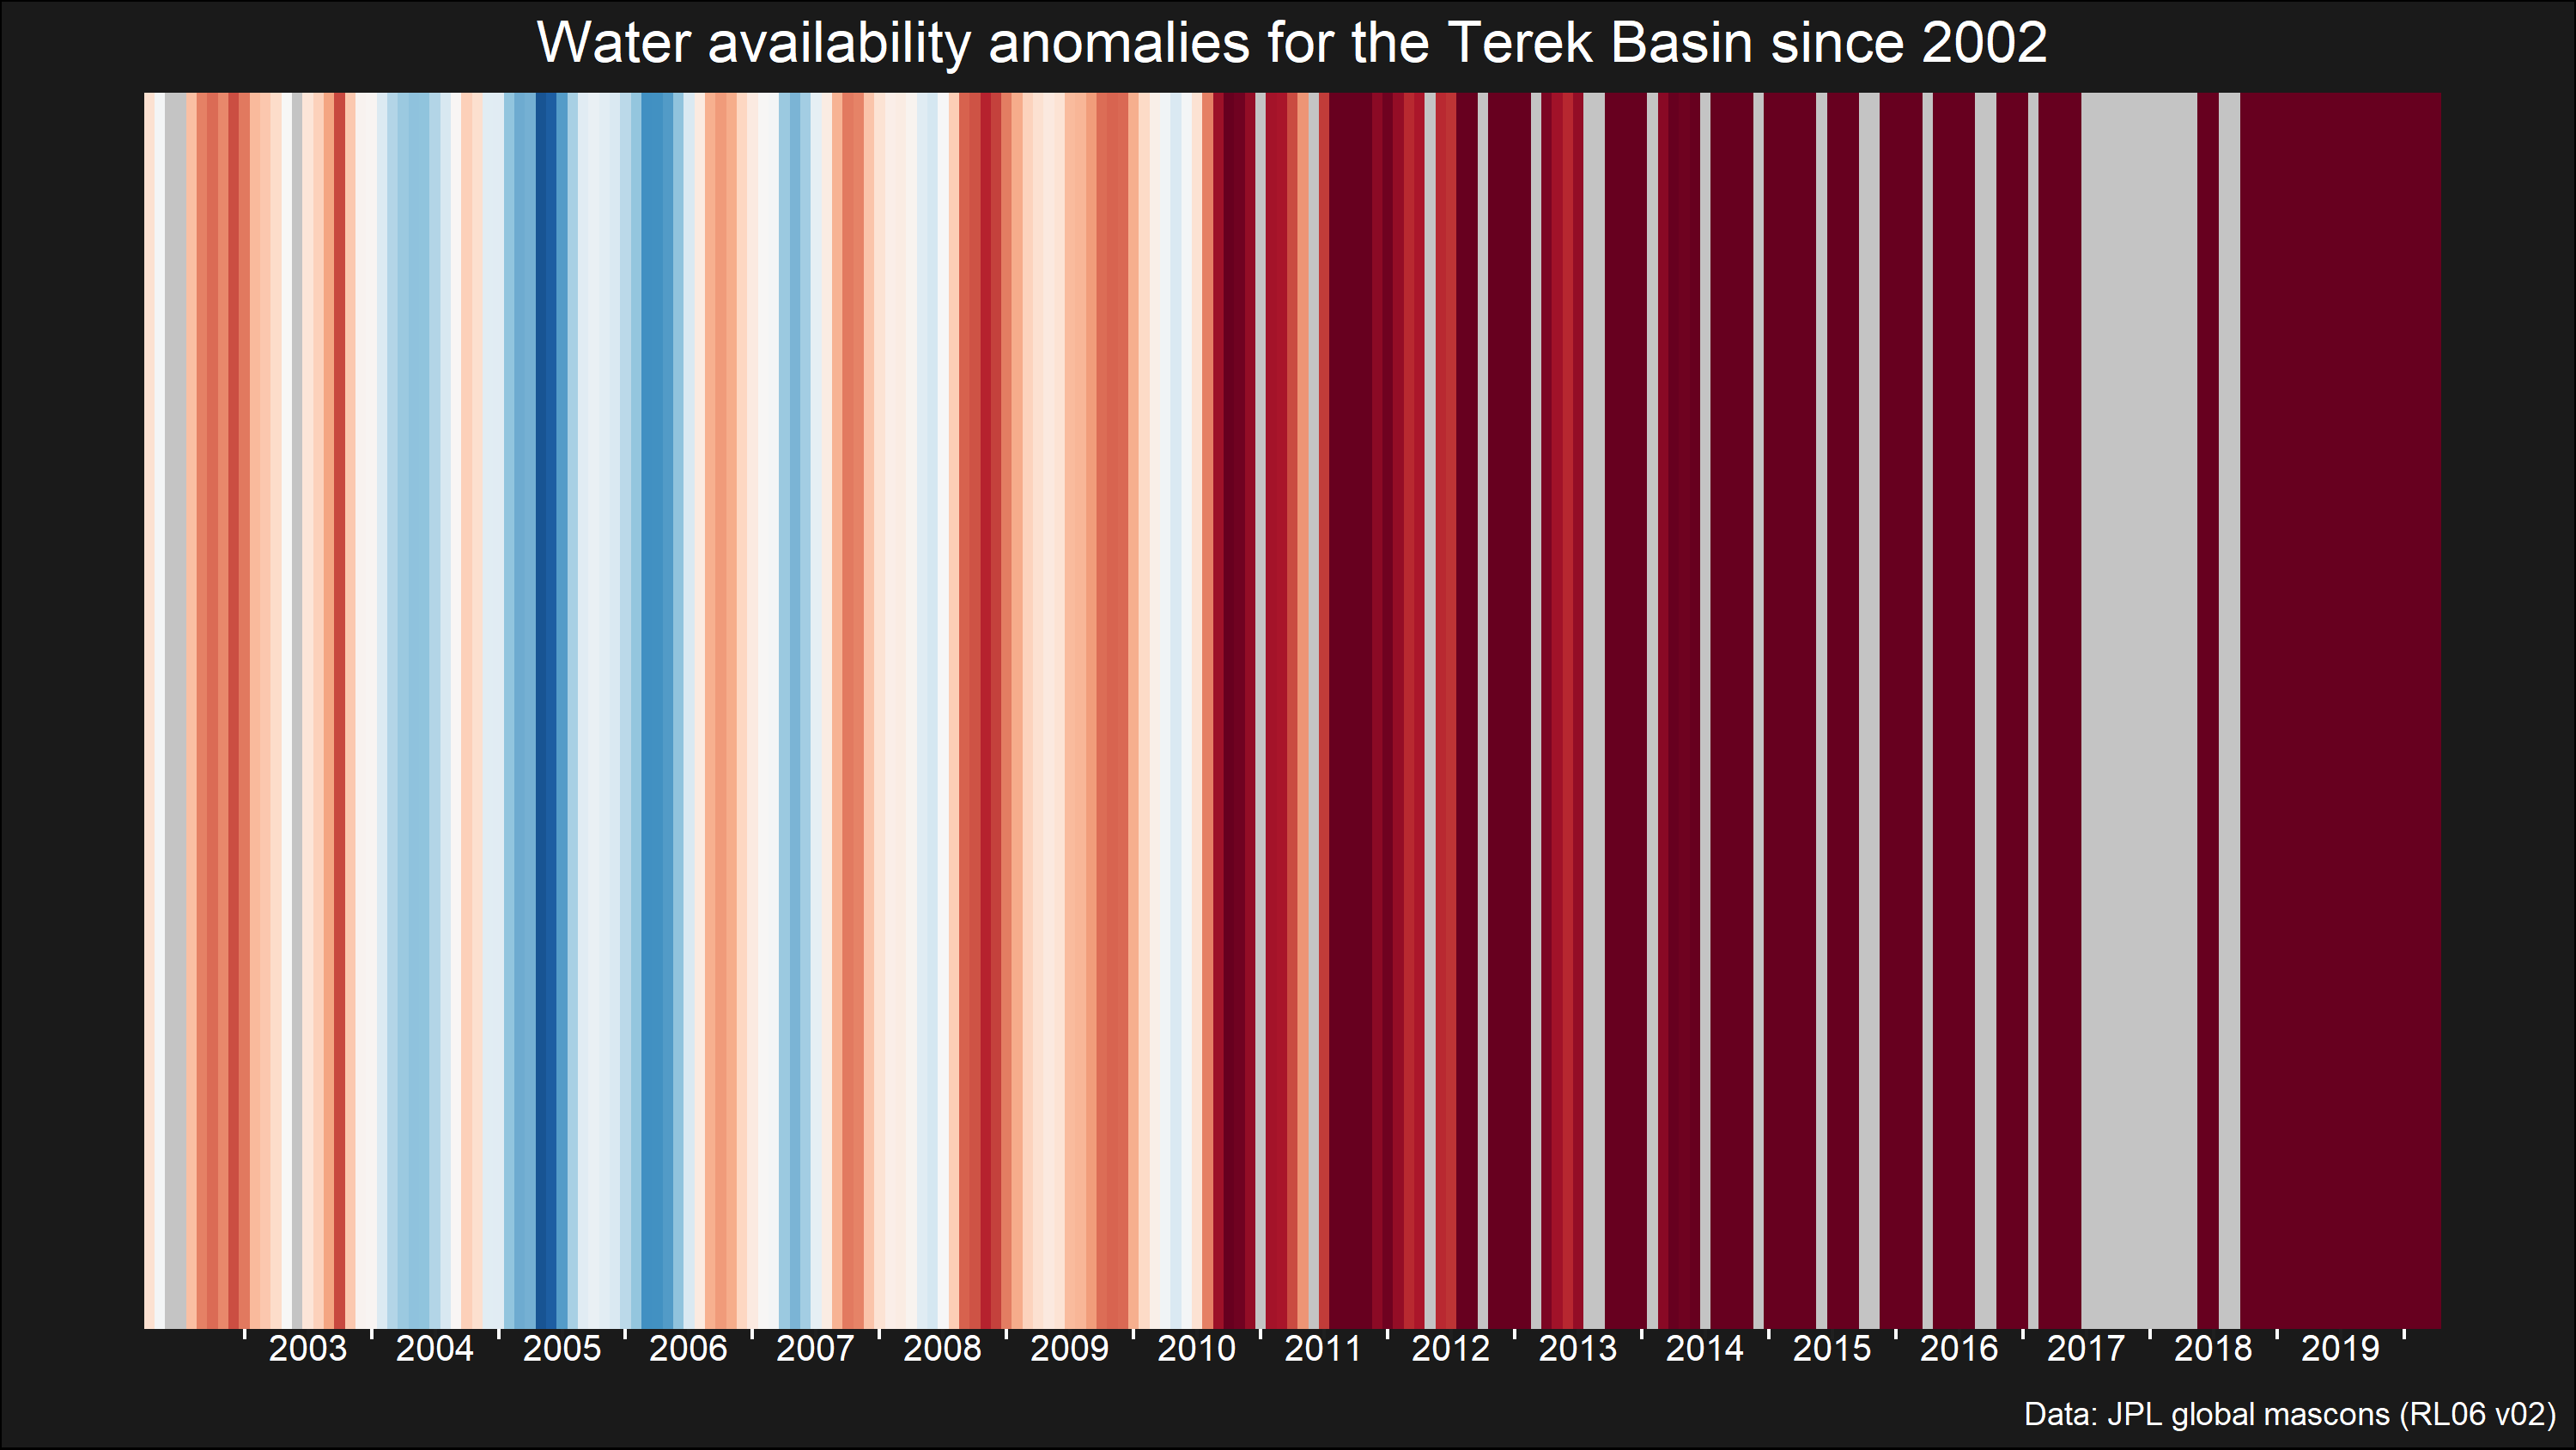 Water availability anomalies for the Terek Basin since 2002
2003 2004 2005 2006 2007 2008 2009 2010 2011 2012 2013 2014 2015 2016 2017 2018 2019
Data: JPL global mascons (RL06 v02)